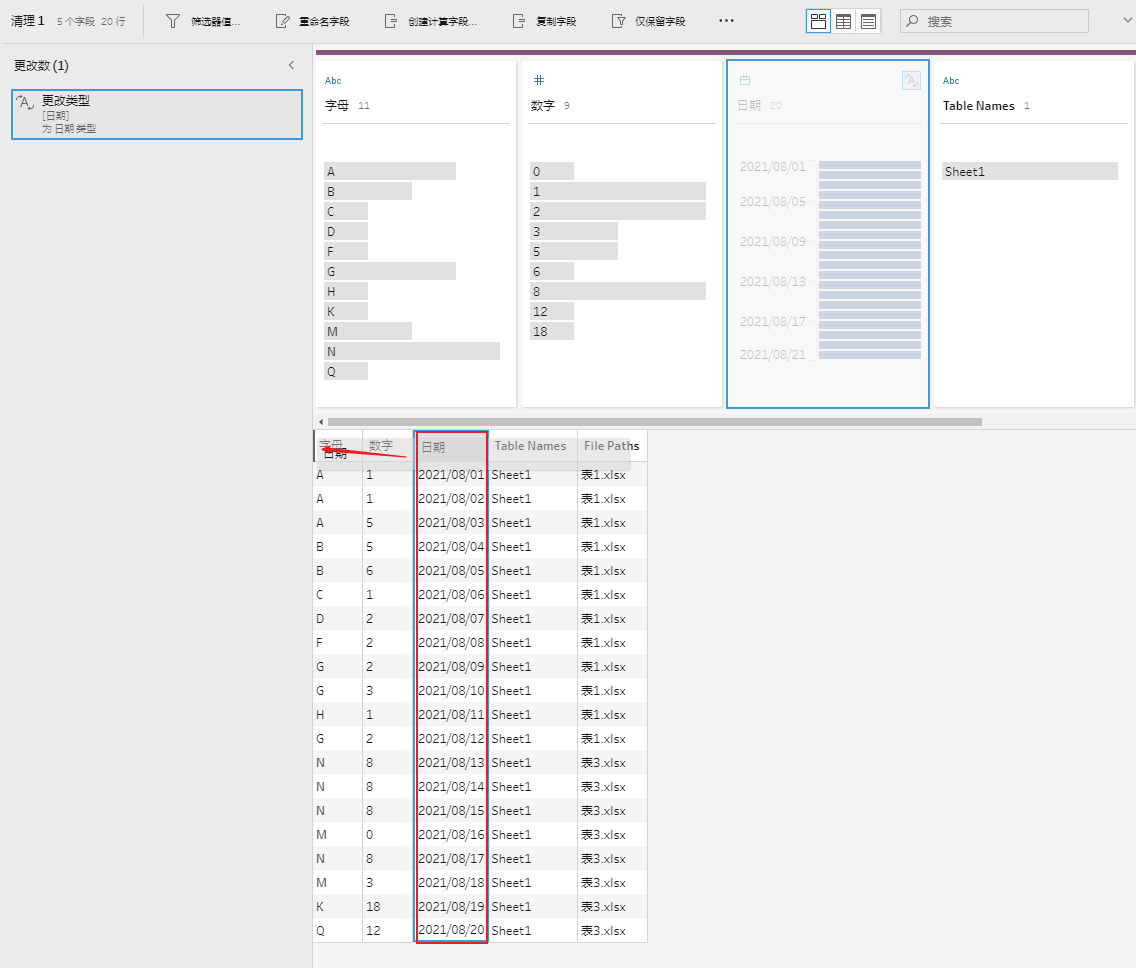 清理 1 5 个字段 20 行 筛选器值... 重命名字段 创建计算字段... 复制字段 仅保留字段 ··· 搜索
更改数 (1)
更改类型
[日期]
为 日期 类型
Abc
字母 11
A
B
C
D
F
G
H
K
M
N
Q
#
数字 9
0
1
2
3
5
6
8
12
18
日期 20
2021/08/01
2021/08/05
2021/08/09
2021/08/13
2021/08/17
2021/08/21
Abc
Table Names 1
Sheet1
字母 数字 日期 Table Names File Paths
日期
A 1 2021/08/01 Sheet1 表1.xlsx
A 1 2021/08/02 Sheet1 表1.xlsx
A 5 2021/08/03 Sheet1 表1.xlsx
B 5 2021/08/04 Sheet1 表1.xlsx
B 6 2021/08/05 Sheet1 表1.xlsx
C 1 2021/08/06 Sheet1 表1.xlsx
D 2 2021/08/07 Sheet1 表1.xlsx
F 2 2021/08/08 Sheet1 表1.xlsx
G 2 2021/08/09 Sheet1 表1.xlsx
G 3 2021/08/10 Sheet1 表1.xlsx
H 1 2021/08/11 Sheet1 表1.xlsx
G 2 2021/08/12 Sheet1 表1.xlsx
N 8 2021/08/13 Sheet1 表3.xlsx
N 8 2021/08/14 Sheet1 表3.xlsx
N 8 2021/08/15 Sheet1 表3.xlsx
M 0 2021/08/16 Sheet1 表3.xlsx
N 8 2021/08/17 Sheet1 表3.xlsx
M 3 2021/08/18 Sheet1 表3.xlsx
K 18 2021/08/19 Sheet1 表3.xlsx
Q 12 2021/08/20 Sheet1 表3.xlsx